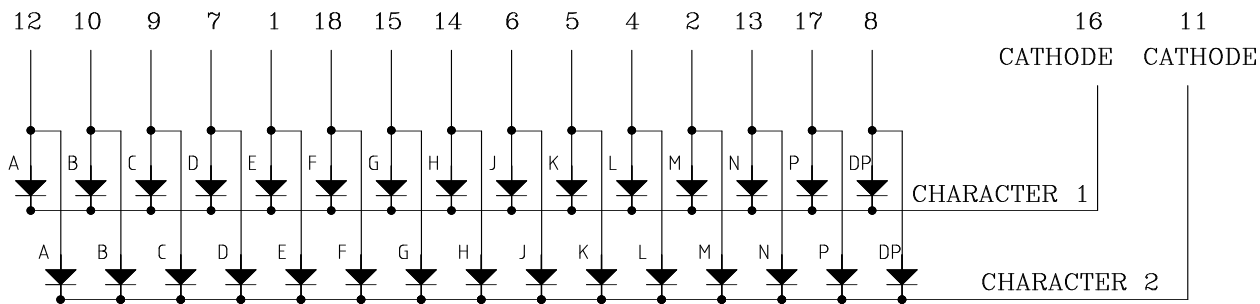 12 10 9 7 1 18 15 14 6 5 4 2 13 17 8 16 11
CATHODE CATHODE
A B C D E F G H J K L M N P DP
CHARACTER 1
A B C D E F G H J K L M N P DP
CHARACTER 2